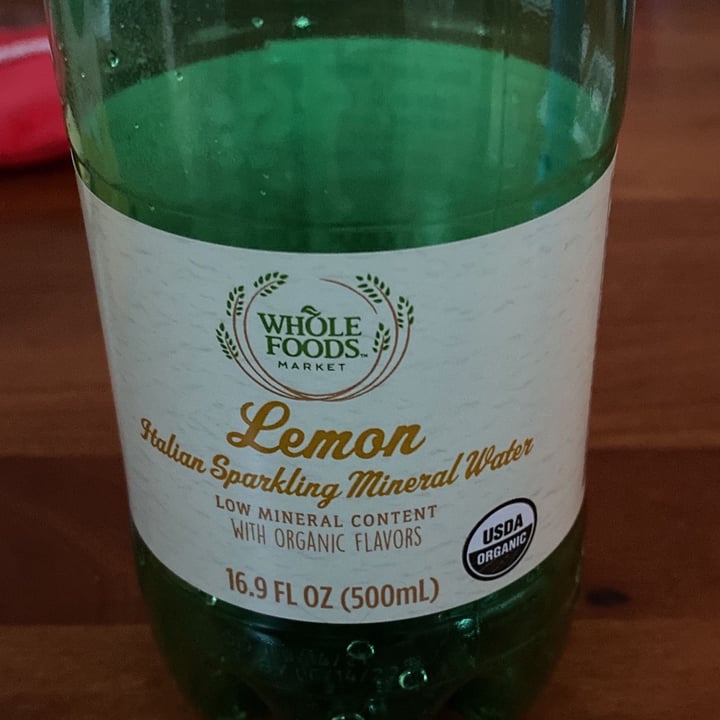 WHOLE
FOODS™
MARKET
Lemon
Italian Sparkling Mineral Water
LOW MINERAL CONTENT
WITH ORGANIC FLAVORS
USDA
ORGANIC
16.9 FL OZ (500mL)